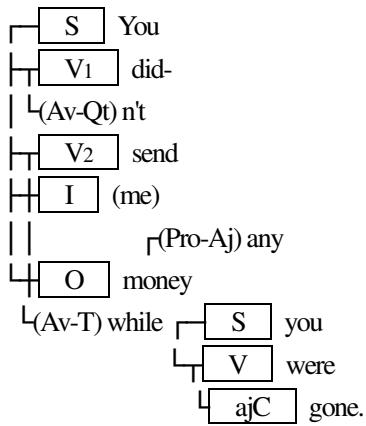 S You
V1 did-
(Av-Qt) n't
V2 send
I (me)
(Pro-Aj) any
O money
(Av-T) while S you
V were
ajC gone.